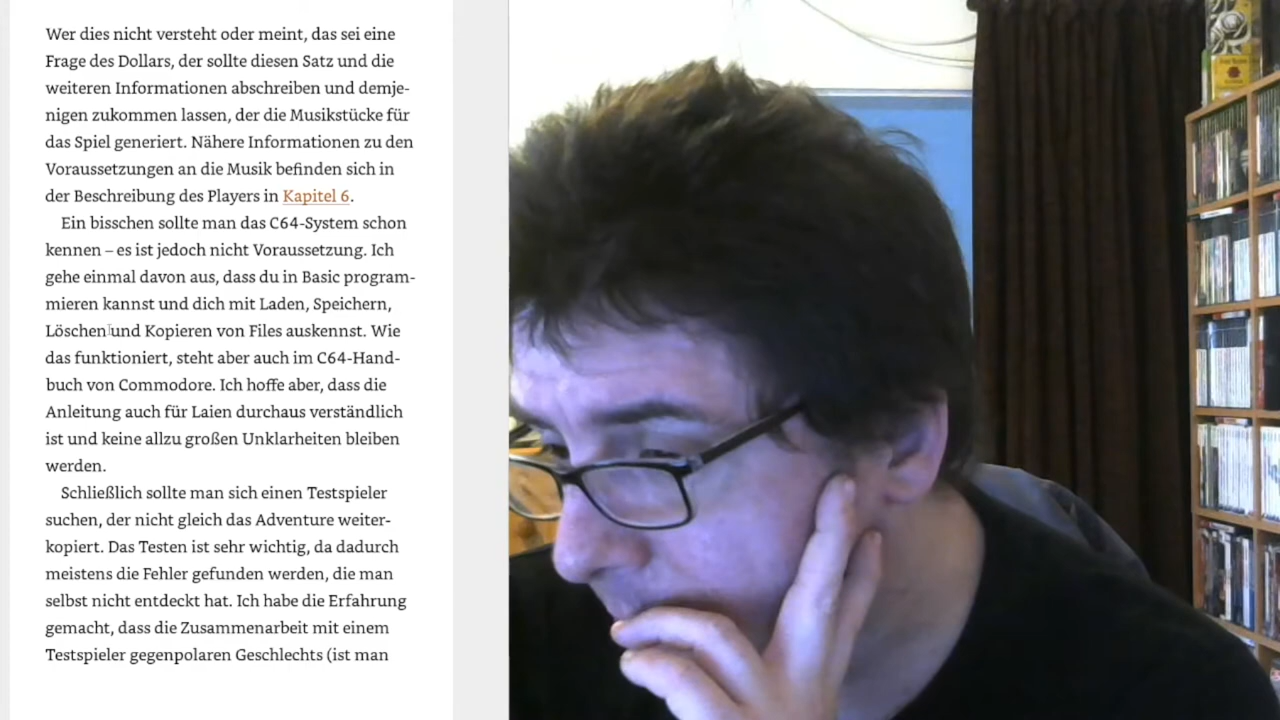 Wer dies nicht versteht oder meint, das sei eine
Frage des Dollars, der sollte diesen Satz und die
weiteren Informationen abschreiben und demje-
nigen zukommen lassen, der die Musikstücke für
das Spiel generiert. Nähere Informationen zu den
Voraussetzungen an die Musik befinden sich in
der Beschreibung des Players in Kapitel 6.
Ein bisschen sollte man das C64-System schon
kennen – es ist jedoch nicht Voraussetzung. Ich
gehe einmal davon aus, dass du in Basic program-
mieren kannst und dich mit Laden, Speichern,
Löschen und Kopieren von Files auskennst. Wie
das funktioniert, steht aber auch im C64-Hand-
buch von Commodore. Ich hoffe aber, dass die
Anleitung auch für Laien durchaus verständlich
ist und keine allzu großen Unklarheiten bleiben
werden.
Schließlich sollte man sich einen Testspieler
suchen, der nicht gleich das Adventure weiter-
kopiert. Das Testen ist sehr wichtig, da dadurch
meistens die Fehler gefunden werden, die man
selbst nicht entdeckt hat. Ich habe die Erfahrung
gemacht, dass die Zusammenarbeit mit einem
Testspieler gegenpolaren Geschlechts (ist man